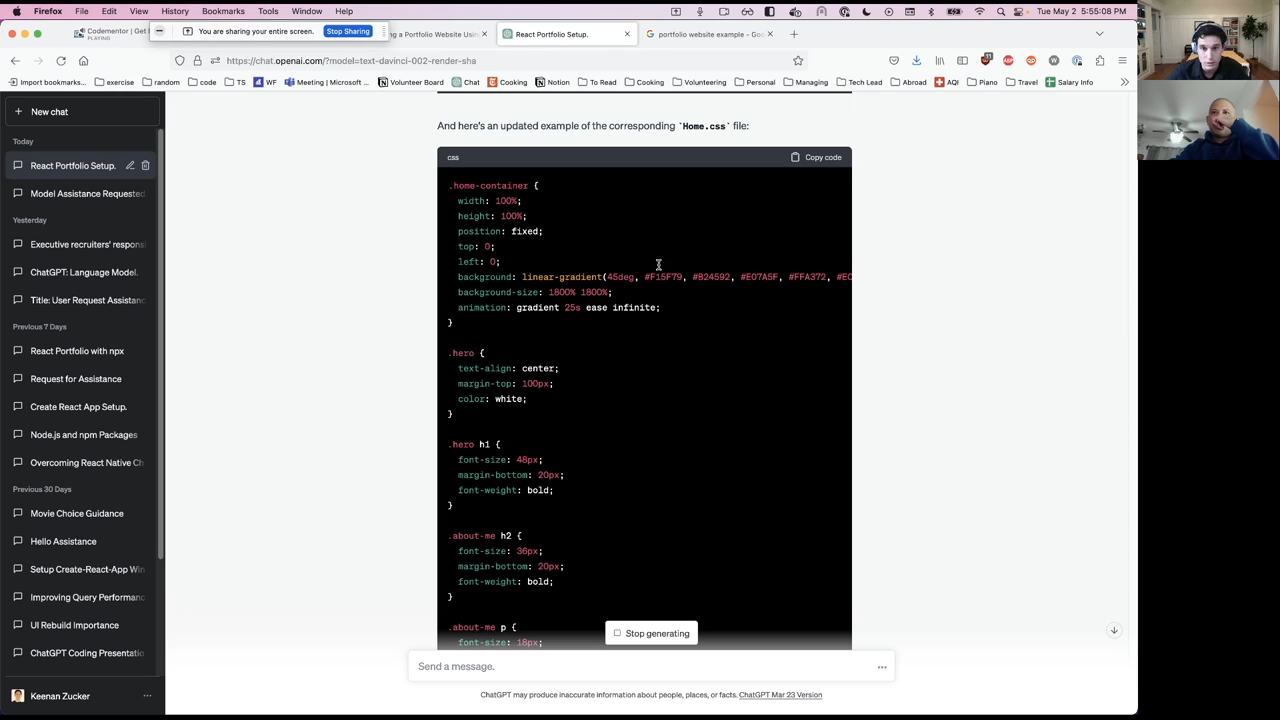 Firefox File Edit View History Bookmarks Tools Window Help Tue May 2 5:55:08 PM
Codementor | Get
PLAYING
You are sharing your entire screen. Stop Sharing
ng a Portfolio Website Usin
React Portfolio Setup.
portfolio website example - Goo
https://chat.openai.com/?model=text-davinci-002-render-sha
Import bookmarks... exercise random code TS WF Meeting | Microsoft ... Volunteer Board Notion To Read Cooking Volunteering Personal Managing Tech Lead Abroad AQI Piano Travel Salary Info
Chat Cooking
New chat
Today
React Portfolio Setup.
Model Assistance Requested
Yesterday
Executive recruiters' respons
ChatGPT: Language Model.
Title: User Request Assistanc
Previous 7 Days
React Portfolio with npx
Request for Assistance
Create React App Setup.
Node.js and npm Packages
Overcoming React Native Ch
Previous 30 Days
Movie Choice Guidance
Hello Assistance
Setup Create-React-App Win
Improving Query Performanc
UI Rebuild Importance
ChatGPT Coding Presentatio
Keenan Zucker
And here's an updated example of the corresponding `Home.css` file:
css Copy code
.home-container {
width: 100%;
height: 100%;
position: fixed;
top: 0;
left: 0;
background: linear-gradient(45deg, #F15F79, #B24592, #E07A5F, #FFA372, #EC
background-size: 1800% 1800%;
animation: gradient 25s ease infinite;
}
.hero {
text-align: center;
margin-top: 100px;
color: white;
}
.hero h1 {
font-size: 48px;
margin-bottom: 20px;
font-weight: bold;
}
.about-me h2 {
font-size: 36px;
margin-bottom: 20px;
font-weight: bold;
}
.about-me p {
font-size: 18px;
Stop generating
Send a message.
ChatGPT may produce inaccurate information about people, places, or facts. ChatGPT Mar 23 Version